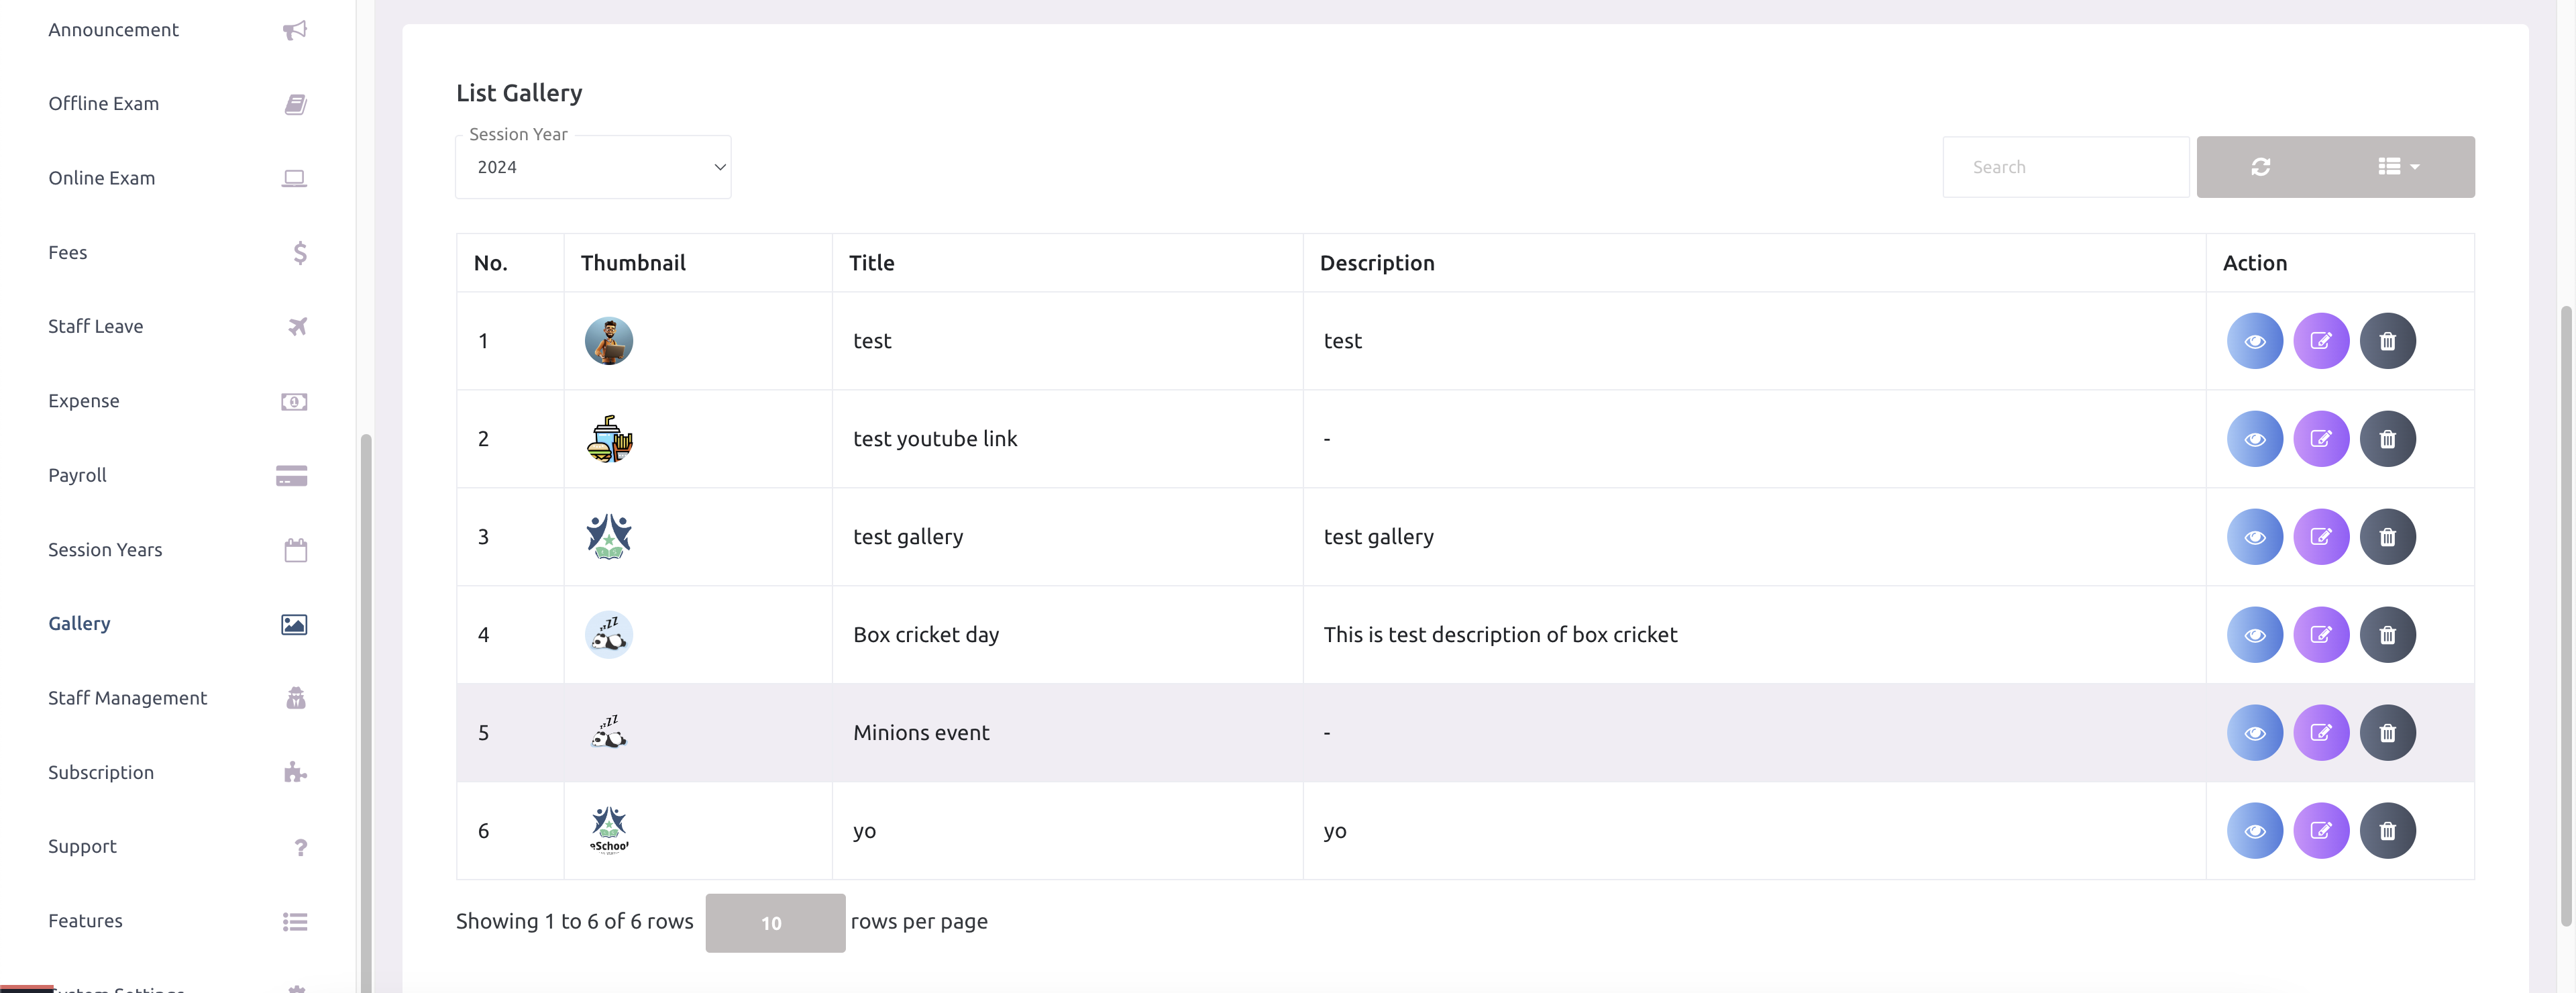 Announcement
Offline Exam
Online Exam
Fees
Staff Leave
Expense
Payroll
Session Years
Gallery
Staff Management
Subscription
Support
Features
System Settings
List Gallery
Session Year
2024
Search
No. Thumbnail Title Description Action
1 test test
2 test youtube link -
3 test gallery test gallery
4 Box cricket day This is test description of box cricket
5 Minions event -
6 eSchool yo yo
Showing 1 to 6 of 6 rows 10 rows per page